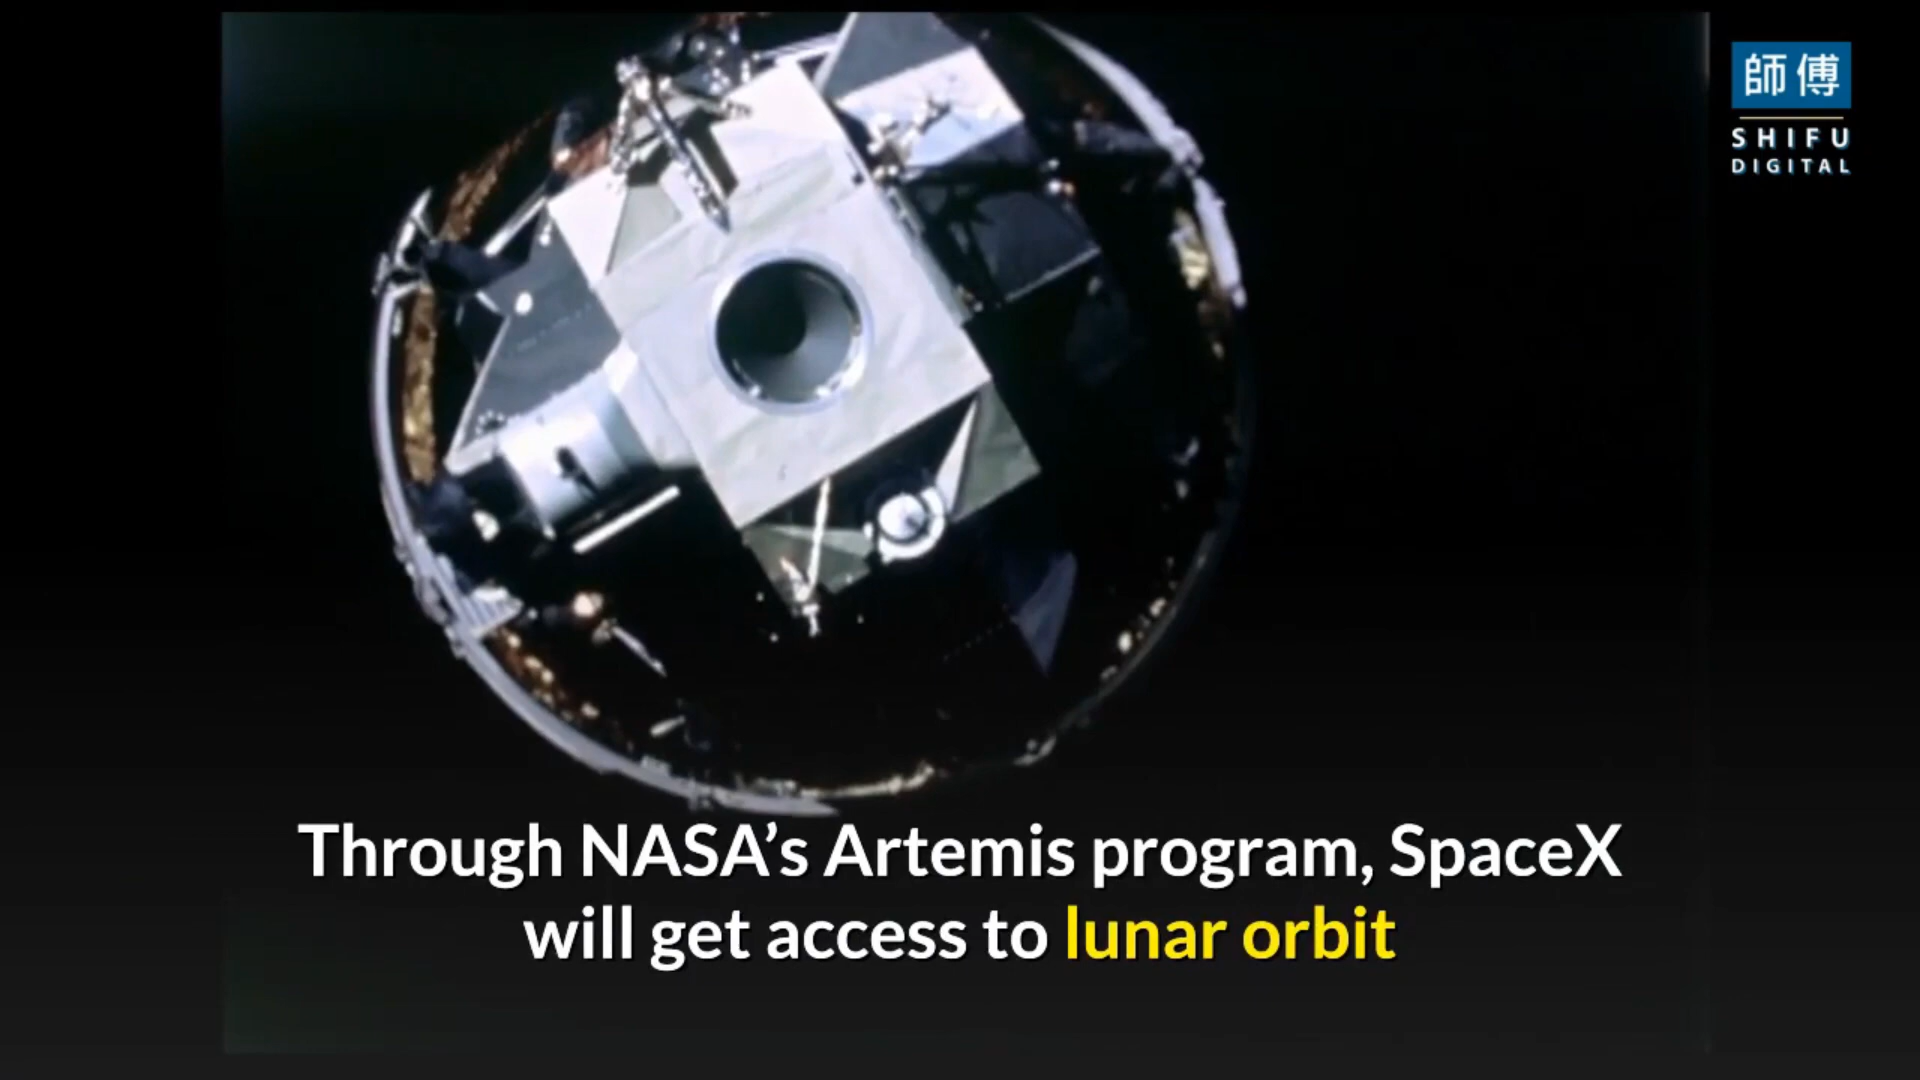 師傅
SHIFU
DIGITAL
Through NASA’s Artemis program, SpaceX
will get access to lunar orbit